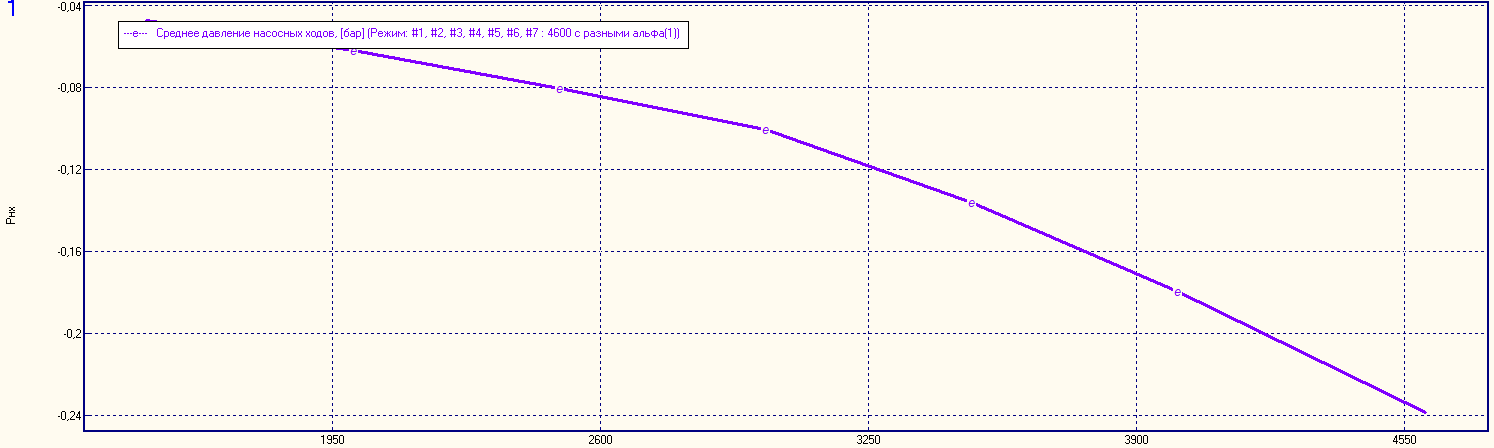 1
-0,04
---e--- Среднее давление насосных ходов, [бар] (Режим: #1, #2, #3, #4, #5, #6, #7 : 4600 с разными альфа(1))
-0,08
-0,12
Pнх
-0,16
-0,2
-0,24
1950 2600 3250 3900 4550
e
e
e
e
e